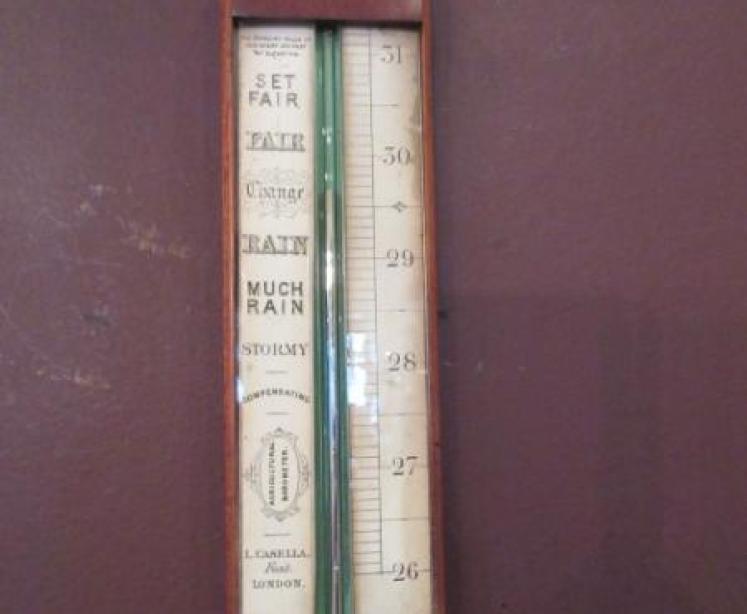 SET
FAIR
FAIR
Change
RAIN
MUCH
RAIN
STORMY
COMPENSATING
AGRICULTURAL
BAROMETER.
L. CASELLA.
Fecit.
LONDON.
31
30
29
28
27
26